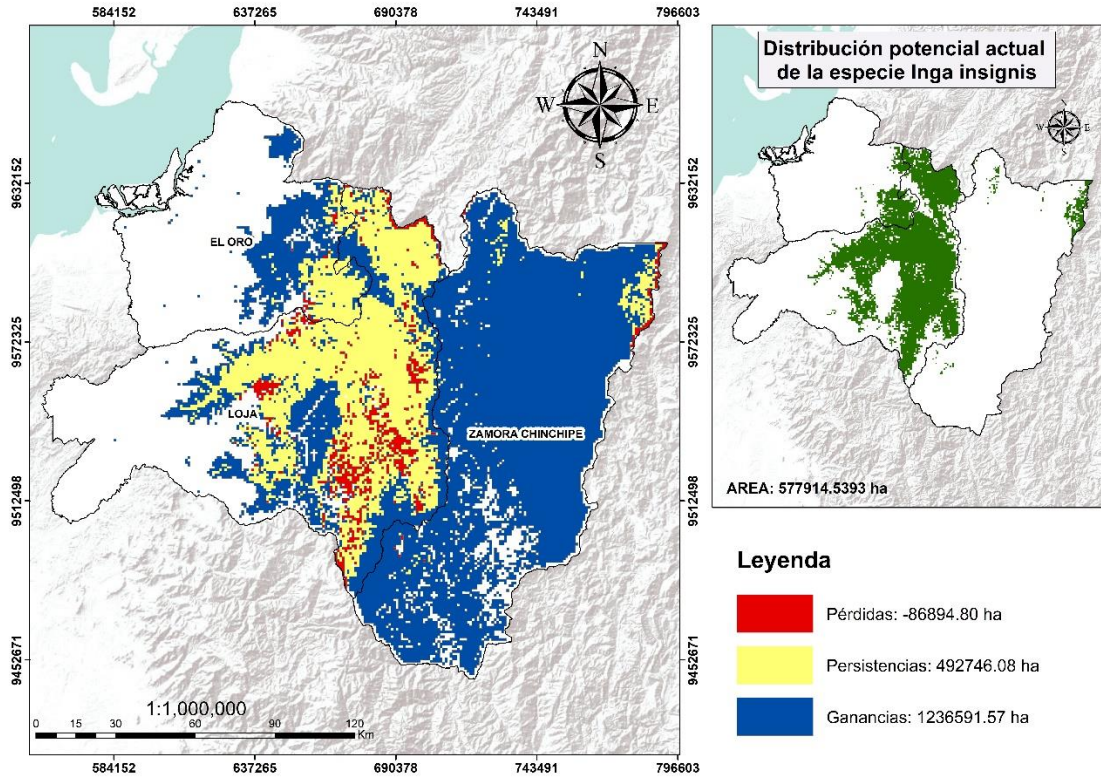 584152 637265 690378 743491 796603
N
W E
S
9632152
9572325
9512498
9452671
EL ORO
LOJA
ZAMORA CHINCHIPE
9632152
9572325
9512498
9452671
1:1,000,000
0 15 30 60 90 120
Km
584152 637265 690378 743491 796603
Distribución potencial actual
de la especie Inga insignis
W E
S
AREA: 577914.5393 ha
Leyenda
Pérdidas: -86894.80 ha
Persistencias: 492746.08 ha
Ganancias: 1236591.57 ha